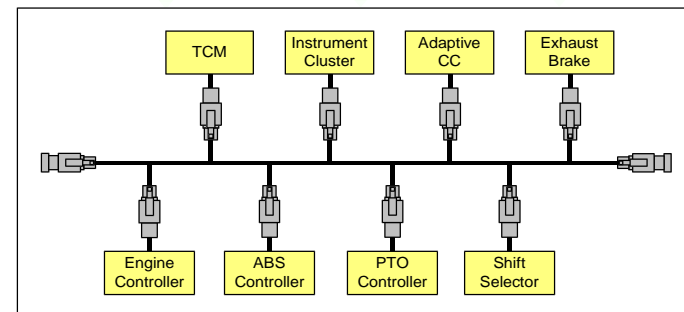 TCM
Instrument
Cluster
Adaptive
CC
Exhaust
Brake
Engine
Controller
ABS
Controller
PTO
Controller
Shift
Selector